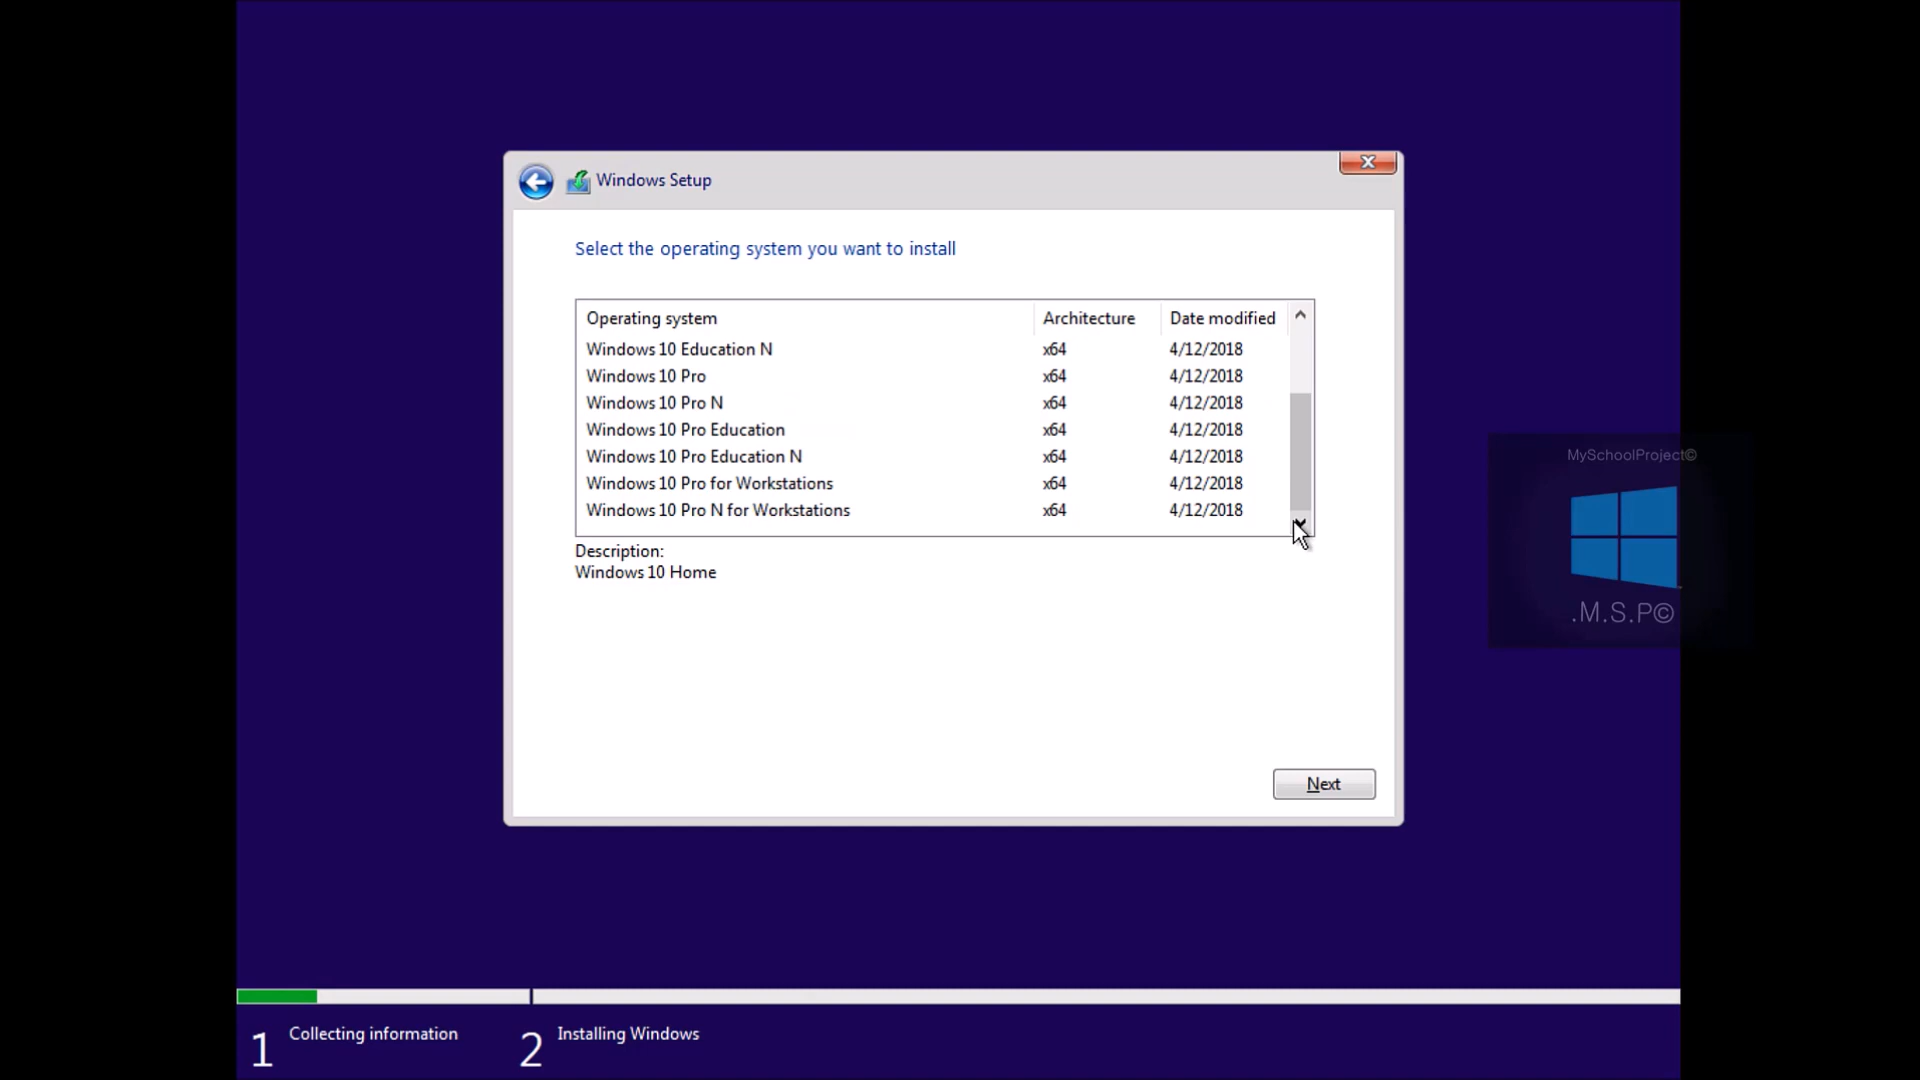 Windows Setup
Select the operating system you want to install
Operating system Architecture Date modified
Windows 10 Education N x64 4/12/2018
Windows 10 Pro x64 4/12/2018
Windows 10 Pro N x64 4/12/2018
Windows 10 Pro Education x64 4/12/2018
Windows 10 Pro Education N x64 4/12/2018
Windows 10 Pro for Workstations x64 4/12/2018
Windows 10 Pro N for Workstations x64 4/12/2018
Description:
Windows 10 Home
MySchoolProject©
.M.S.P©
Next
1 Collecting information 2 Installing Windows